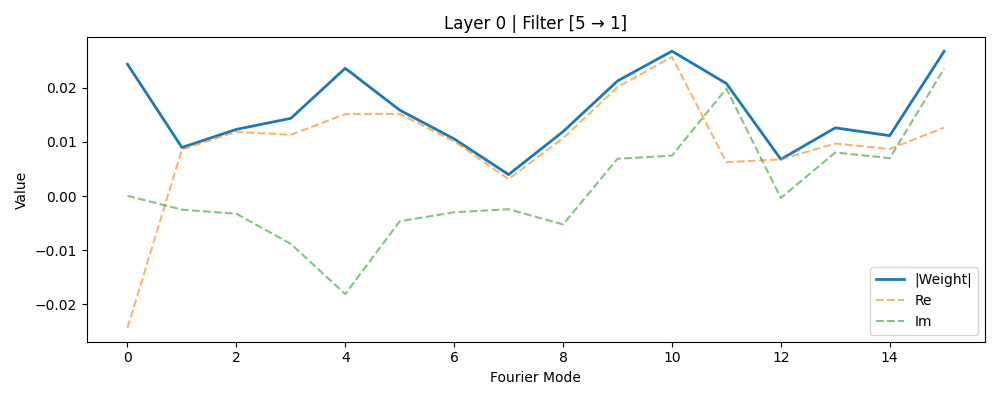 Layer 0 | Filter [5 → 1]
Value
0.02
0.01
0.00
−0.01
−0.02
0 2 4 6 8 10 12 14
Fourier Mode
|Weight|
Re
Im